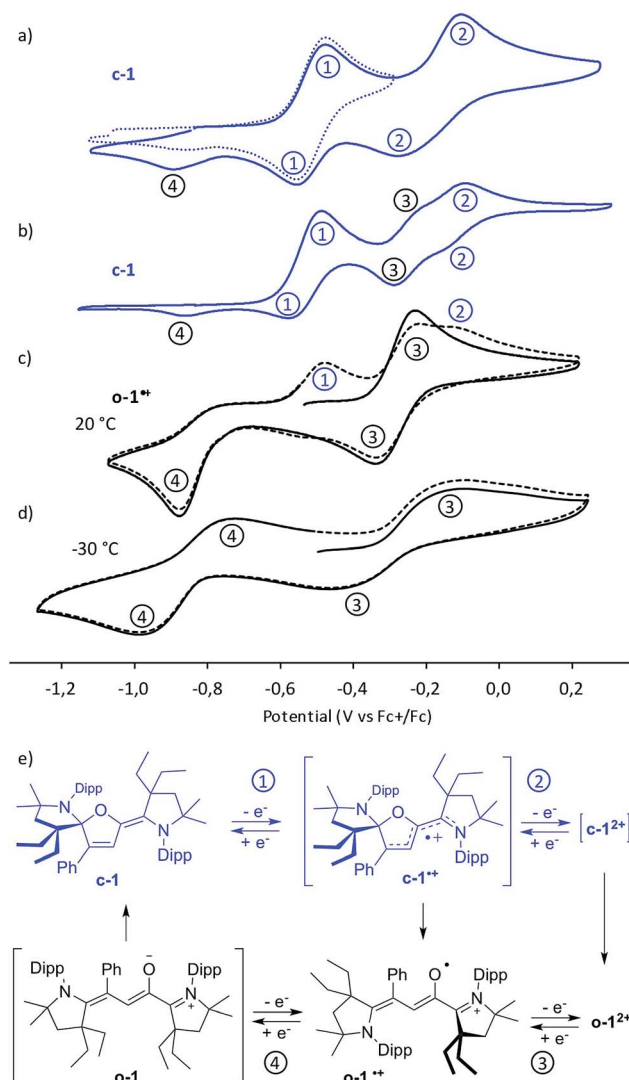 a)
c-1
①
②
①
②
④
b)
c-1
①
③
②
①
③
②
④
c)
o-1•+
20 °C
①
③
②
④
③
d)
-30 °C
④
③
④
③
-1,2 -1,0 -0,8 -0,6 -0,4 -0,2 0,0 0,2
Potential (V vs Fc+/Fc)
e)
Dipp
N
O
N
Dipp
Ph
c-1
①
- e-
+ e-
Dipp
N
O
•+
N
Dipp
Ph
c-1•+
②
- e-
+ e-
[c-1²⁺]
Dipp
N
Ph
O
-
Dipp
N
+
o-1
- e-
+ e-
④
Ph
O •
Dipp
N
+
N
Dipp
o-1•+
- e-
+ e-
③
o-1²⁺